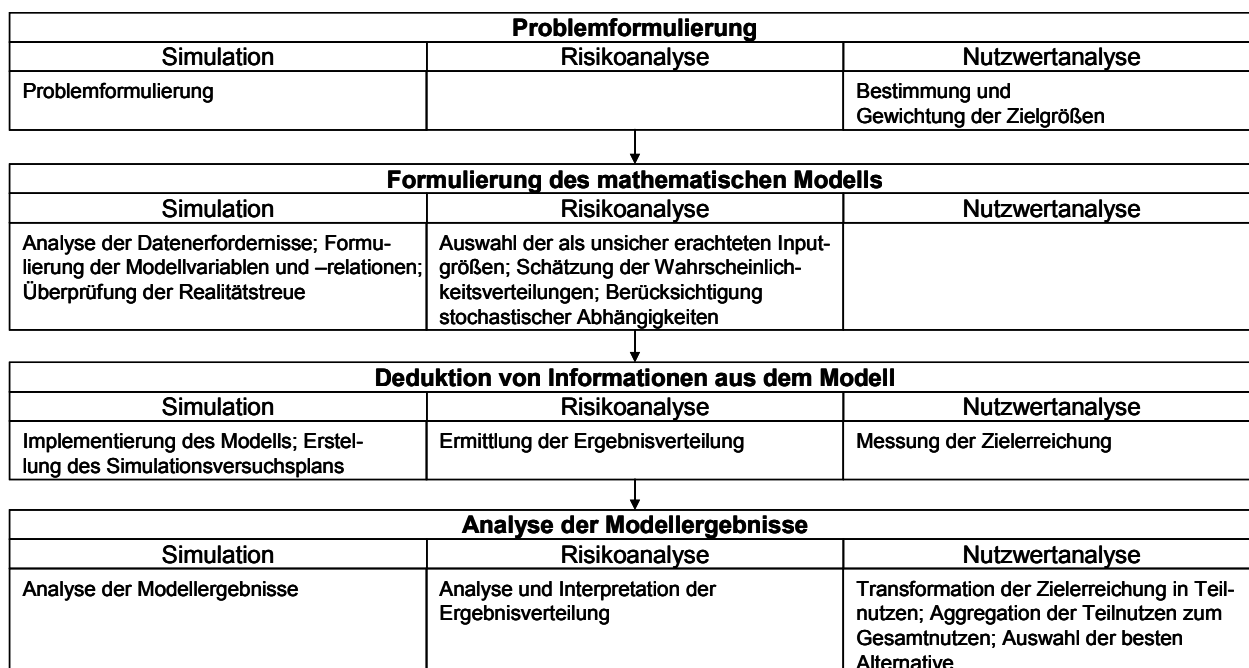 Problemformulierung
Simulation
Risikoanalyse
Nutzwertanalyse
Problemformulierung
Bestimmung und
Gewichtung der Zielgrößen
Formulierung des mathematischen Modells
Simulation
Risikoanalyse
Nutzwertanalyse
Analyse der Datenerfordernisse; Formu-
lierung der Modellvariablen und –relationen;
Überprüfung der Realitätstreue
Auswahl der als unsicher erachteten Input-
größen; Schätzung der Wahrscheinlich-
keitsverteilungen; Berücksichtigung
stochastischer Abhängigkeiten
Deduktion von Informationen aus dem Modell
Simulation
Risikoanalyse
Nutzwertanalyse
Implementierung des Modells; Erstel-
lung des Simulationsversuchsplans
Ermittlung der Ergebnisverteilung
Messung der Zielerreichung
Analyse der Modellergebnisse
Simulation
Risikoanalyse
Nutzwertanalyse
Analyse der Modellergebnisse
Analyse und Interpretation der
Ergebnisverteilung
Transformation der Zielerreichung in Teil-
nutzen; Aggregation der Teilnutzen zum
Gesamtnutzen; Auswahl der besten
Alternative